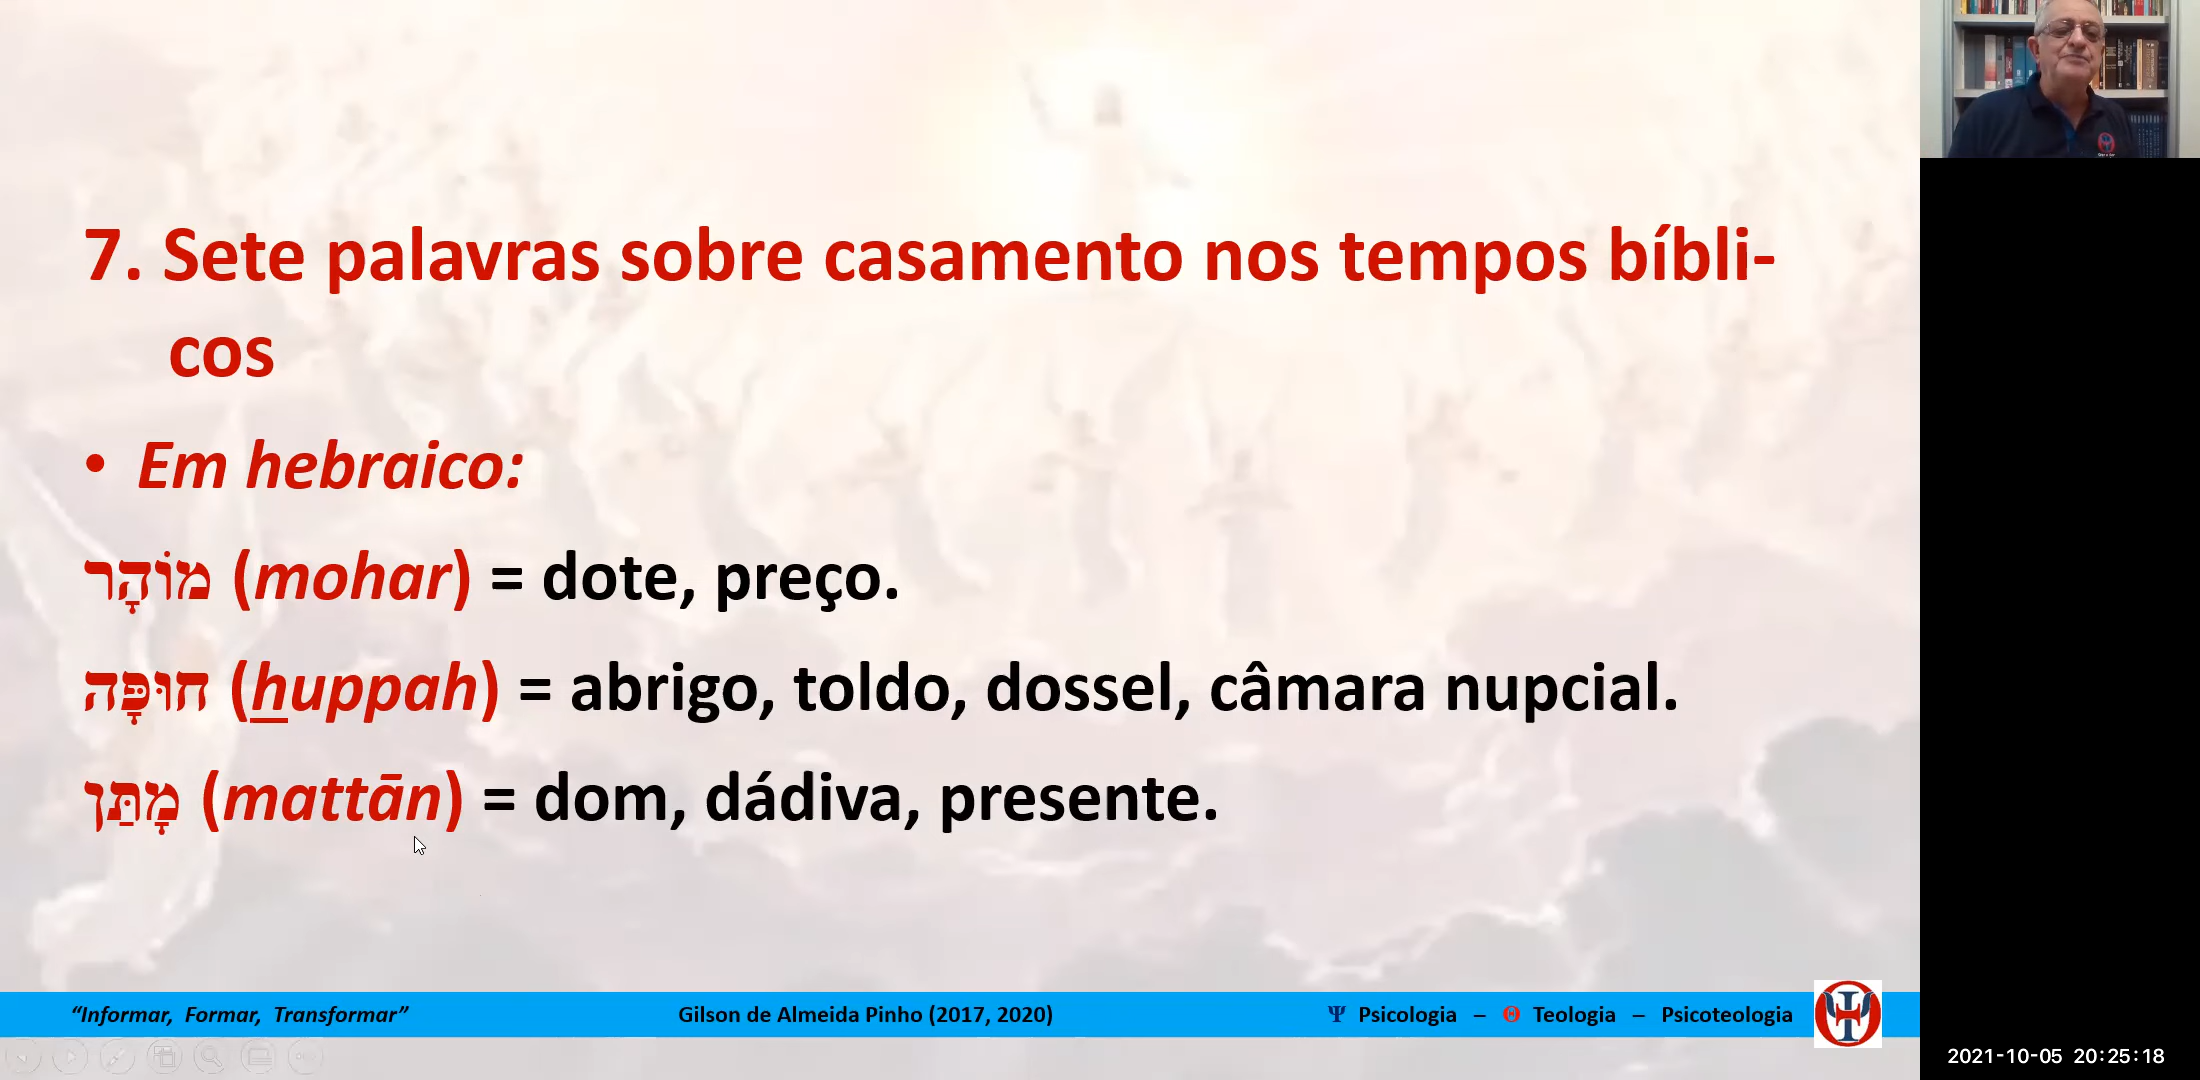 7. Sete palavras sobre casamento nos tempos bíbli-
cos
• Em hebraico:
מוֹהָר (mohar) = dote, preço.
חוּפָּה (huppah) = abrigo, toldo, dossel, câmara nupcial.
מָתַּן (mattān) = dom, dádiva, presente.
“Informar, Formar, Transformar” Gilson de Almeida Pinho (2017, 2020) Ψ Psicologia – Θ Teologia – Psicoteologia
2021-10-05 20:25:18